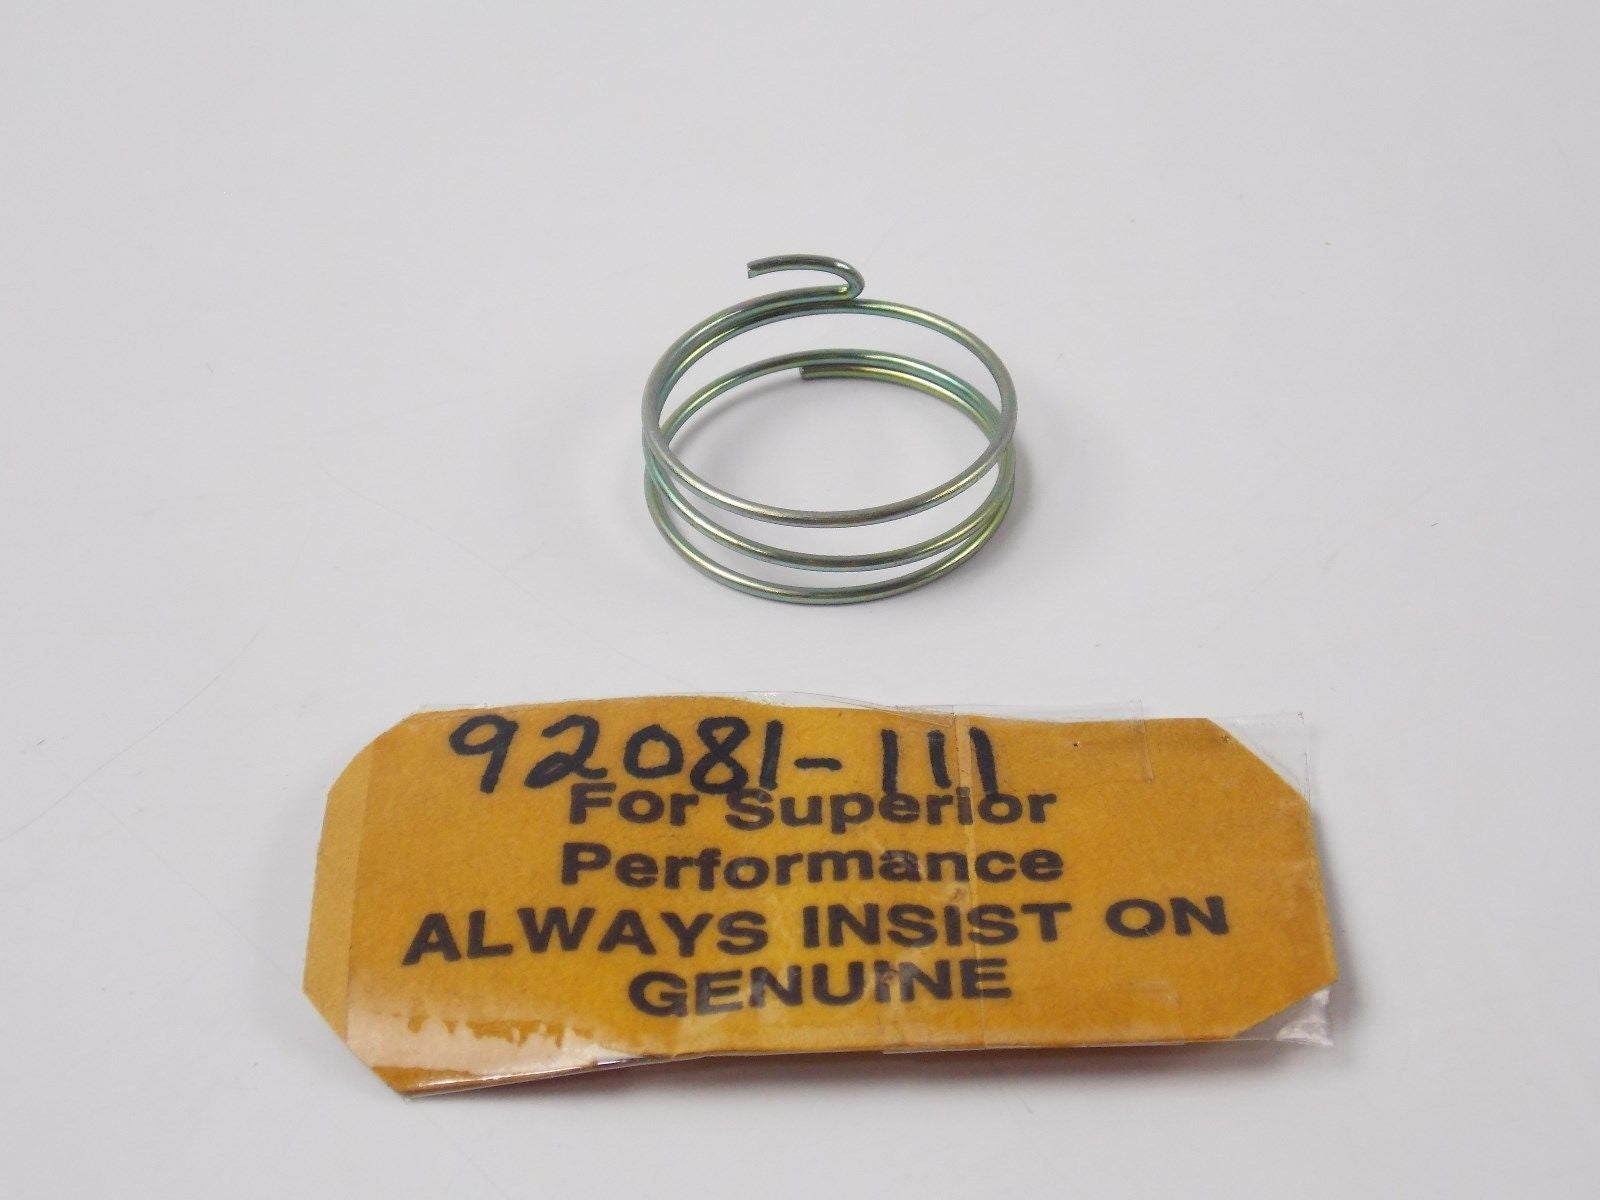 92081-111
For Superior
Performance
ALWAYS INSIST ON
GENUINE